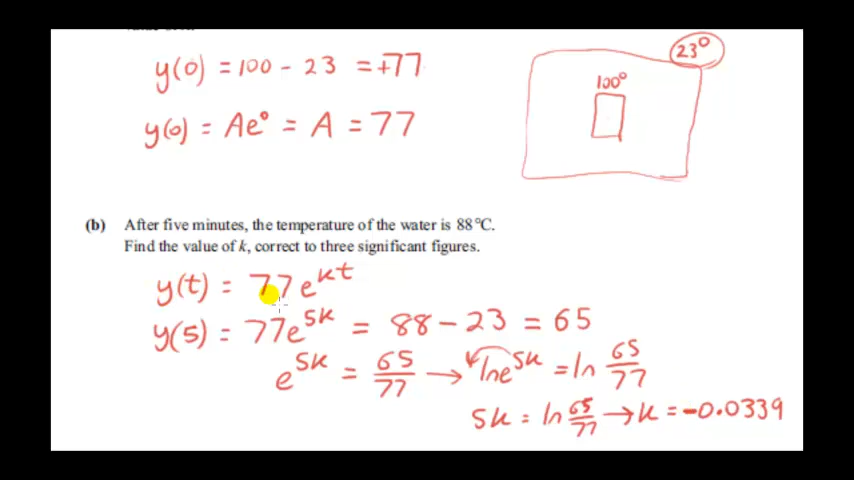 y(0) = 100 - 23 = +77
23°
100°
y(0) = Ae° = A = 77
(b) After five minutes, the temperature of the water is 88°C.
Find the value of k, correct to three significant figures.
y(t) = 77e^kt
y(5) = 77e^5k = 88 - 23 = 65
e^5k = 65/77 → lne^5k = ln 65/77
5k = ln 65/77 → k = -0.0339